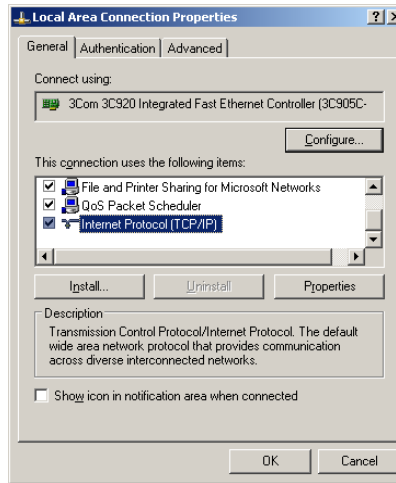 Local Area Connection Properties
General Authentication Advanced
Connect using:
3Com 3C920 Integrated Fast Ethernet Controller (3C905C-
Configure...
This connection uses the following items:
File and Printer Sharing for Microsoft Networks
QoS Packet Scheduler
Internet Protocol (TCP/IP)
Install... Uninstall Properties
Description
Transmission Control Protocol/Internet Protocol. The default
wide area network protocol that provides communication
across diverse interconnected networks.
Show icon in notification area when connected
OK Cancel